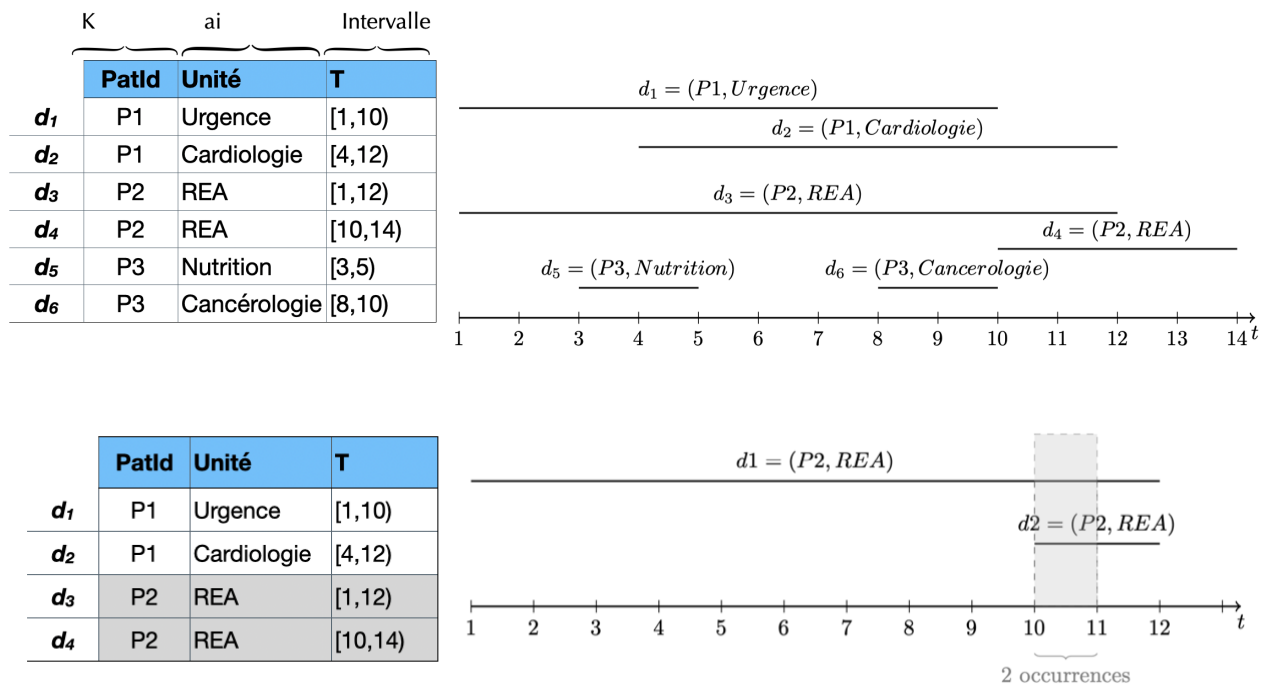 K ai Intervalle
PatId Unité T
d1 P1 Urgence [1,10)
d2 P1 Cardiologie [4,12)
d3 P2 REA [1,12)
d4 P2 REA [10,14)
d5 P3 Nutrition [3,5)
d6 P3 Cancérologie [8,10)
d1 = (P1, Urgence)
d2 = (P1, Cardiologie)
d3 = (P2, REA)
d4 = (P2, REA)
d5 = (P3, Nutrition) d6 = (P3, Cancerologie)
1 2 3 4 5 6 7 8 9 10 11 12 13 14 t
PatId Unité T
d1 P1 Urgence [1,10)
d2 P1 Cardiologie [4,12)
d3 P2 REA [1,12)
d4 P2 REA [10,14)
d1 = (P2, REA)
d2 = (P2, REA)
1 2 3 4 5 6 7 8 9 10 11 12 t
2 occurrences